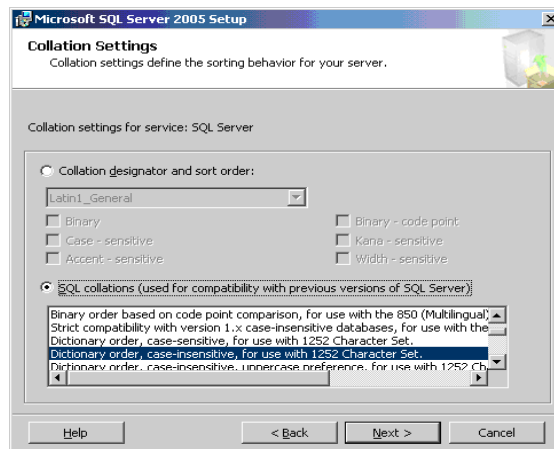 Microsoft SQL Server 2005 Setup
Collation Settings
Collation settings define the sorting behavior for your server.
Collation settings for service: SQL Server
Collation designator and sort order:
Latin1_General
Binary
Binary - code point
Case - sensitive
Kana - sensitive
Accent - sensitive
Width - sensitive
SQL collations (used for compatibility with previous versions of SQL Server)
Binary order based on code point comparison, for use with the 850 (Multilingual)
Strict compatibility with version 1.x case-insensitive databases, for use with the
Dictionary order, case-sensitive, for use with 1252 Character Set.
Dictionary order, case-insensitive, for use with 1252 Character Set.
Dictionary order, case-insensitive, uppercase preference, for use with 1252 Ch
Help
< Back
Next >
Cancel